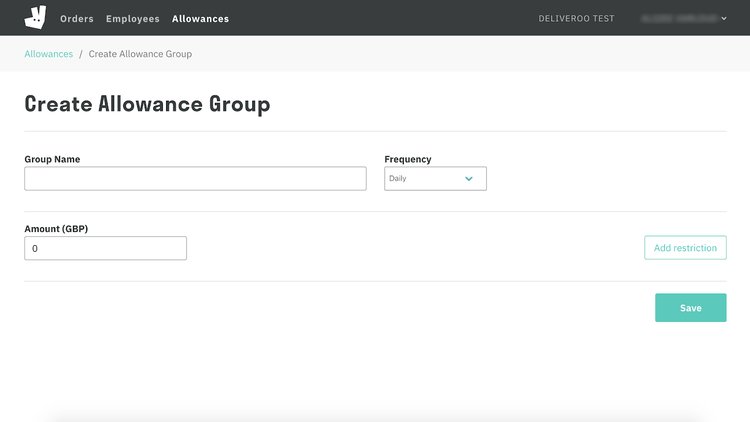 Orders Employees Allowances DELIVEROO TEST
Allowances / Create Allowance Group
Create Allowance Group
Group Name Frequency
Daily
Amount (GBP)
0 Add restriction
Save